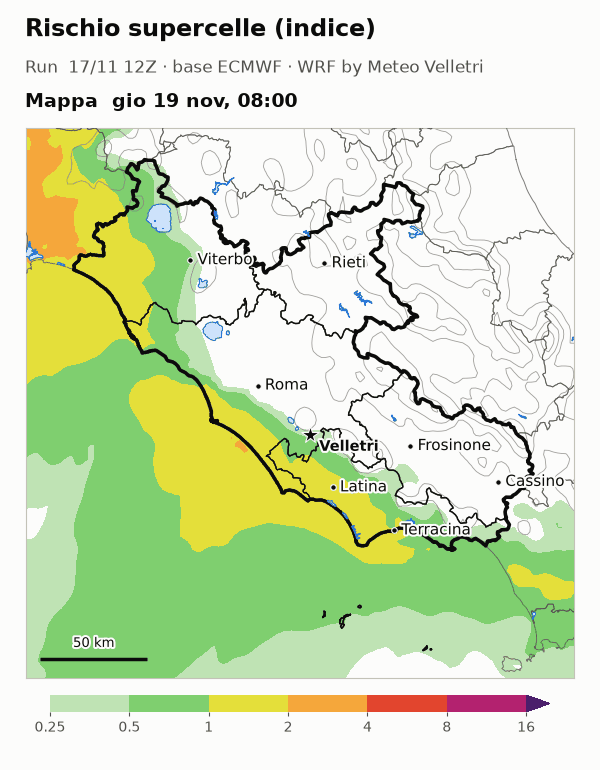 Rischio supercelle (indice)
Run  17/11 12Z · base ECMWF · WRF by Meteo Velletri
Mappa  gio 19 nov, 08:00
Viterbo
Rieti
Roma
Velletri
Frosinone
Cassino
Latina
Terracina
50 km
0.25 0.5 1 2 4 8 16